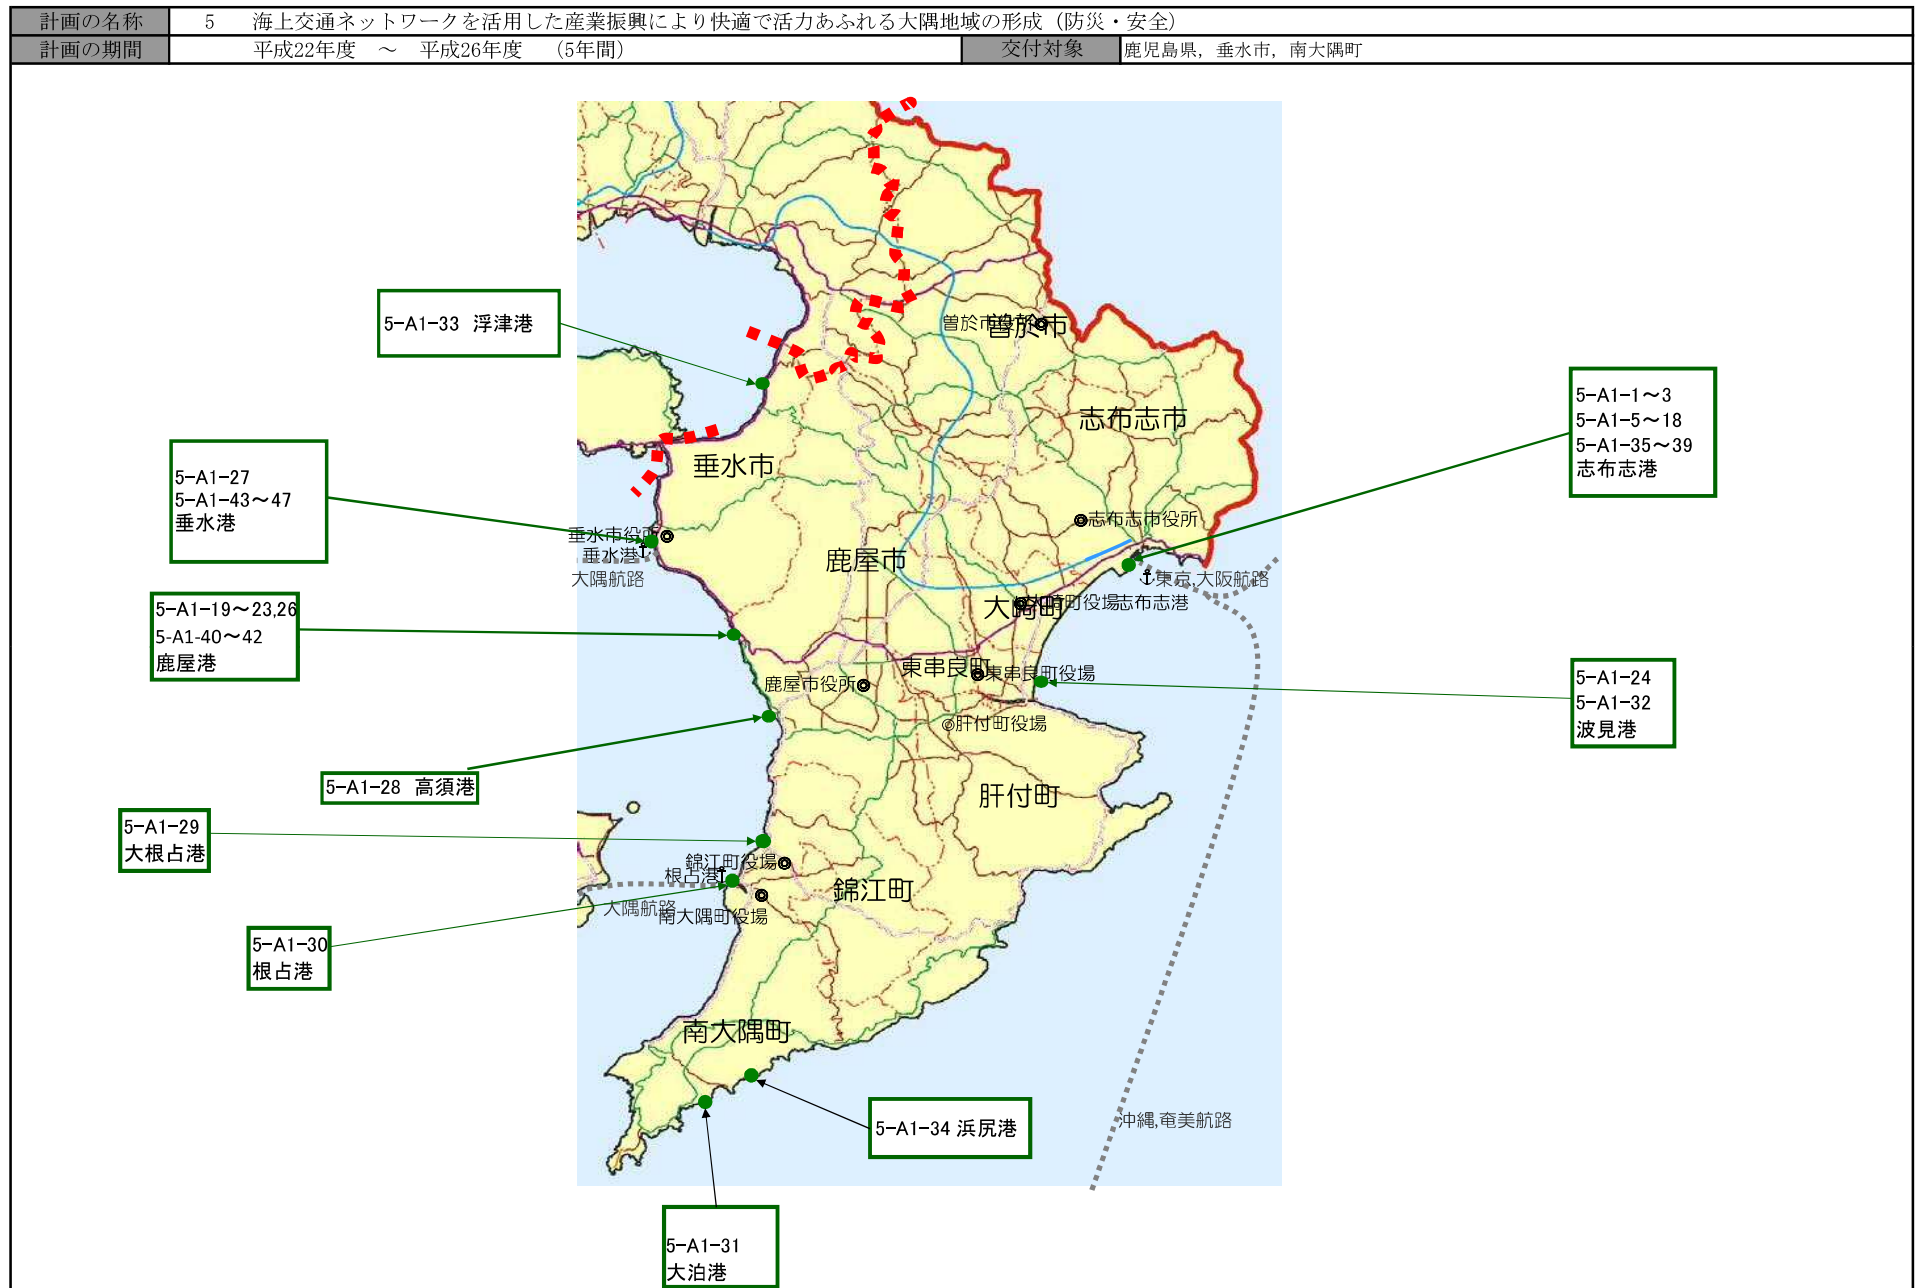 計画の名称 5 海上交通ネットワークを活用した産業振興により快適で活力あふれる大隅地域の形成（防災・安全）
計画の期間 平成22年度 ～ 平成26年度 （5年間） 交付対象 鹿児島県，垂水市，南大隅町
5-A1-33 浮津港
曽於市役所
曽於市
5-A1-1～3
5-A1-5～18
5-A1-35～39
志布志港
志布志市
垂水市
5-A1-27
5-A1-43～47
垂水港
志布志市役所
垂水市役所
垂水港
大隅航路
鹿屋市
東京,大阪航路
志布志港
大崎町
大崎町役場
5-A1-19～23,26
5-A1-40～42
鹿屋港
東串良町
東串良町役場
鹿屋市役所
5-A1-24
5-A1-32
波見港
肝付町役場
5-A1-28 高須港
肝付町
5-A1-29
大根占港
錦江町役場
根占港
錦江町
大隅航路
南大隅町役場
5-A1-30
根占港
南大隅町
5-A1-34 浜尻港
沖縄,奄美航路
5-A1-31
大泊港